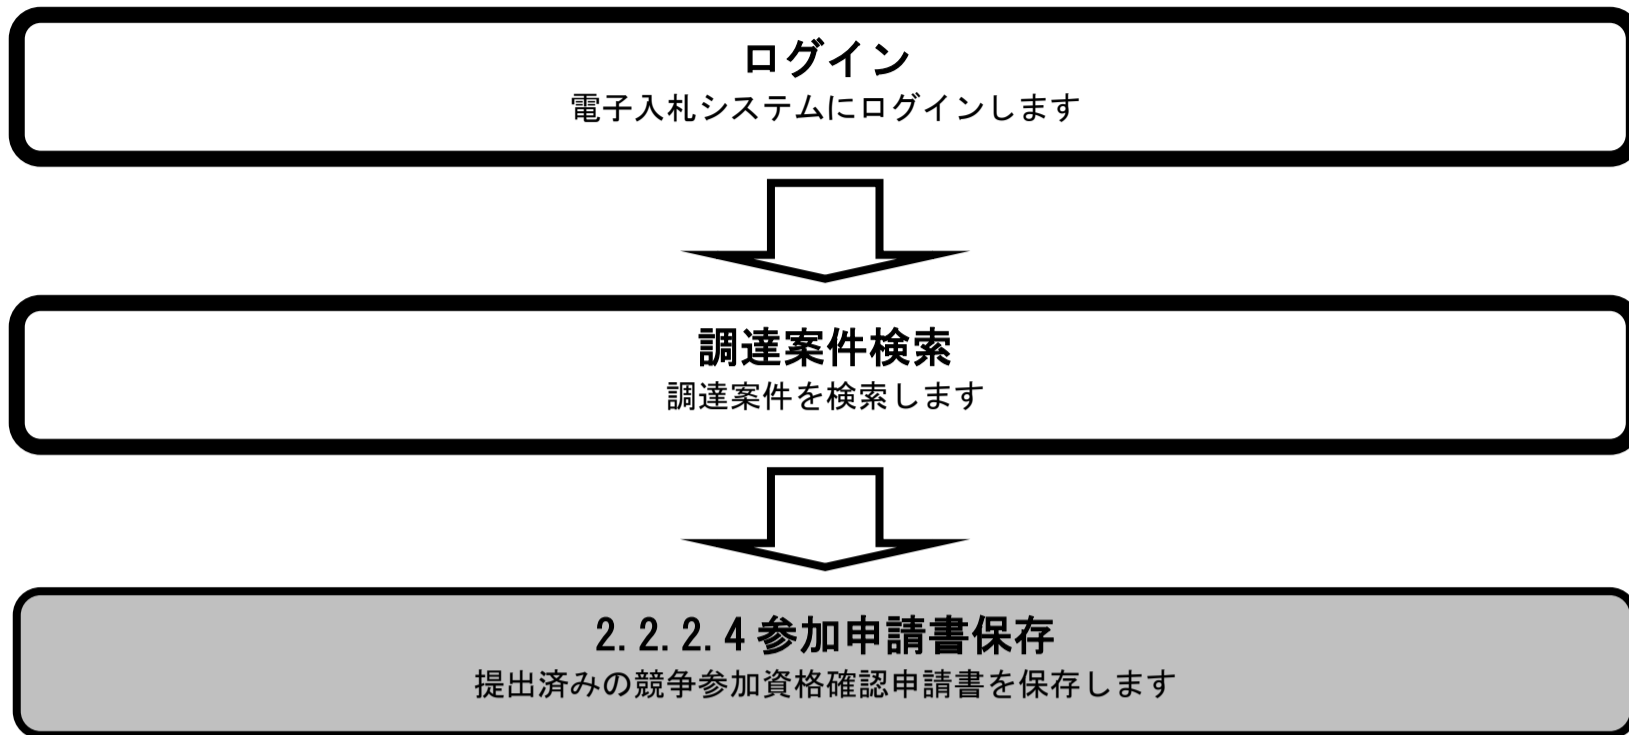 ログイン
電子入札システムにログインします
調達案件検索
調達案件を検索します
2.2.2.4 参加申請書保存
提出済みの競争参加資格確認申請書を保存します